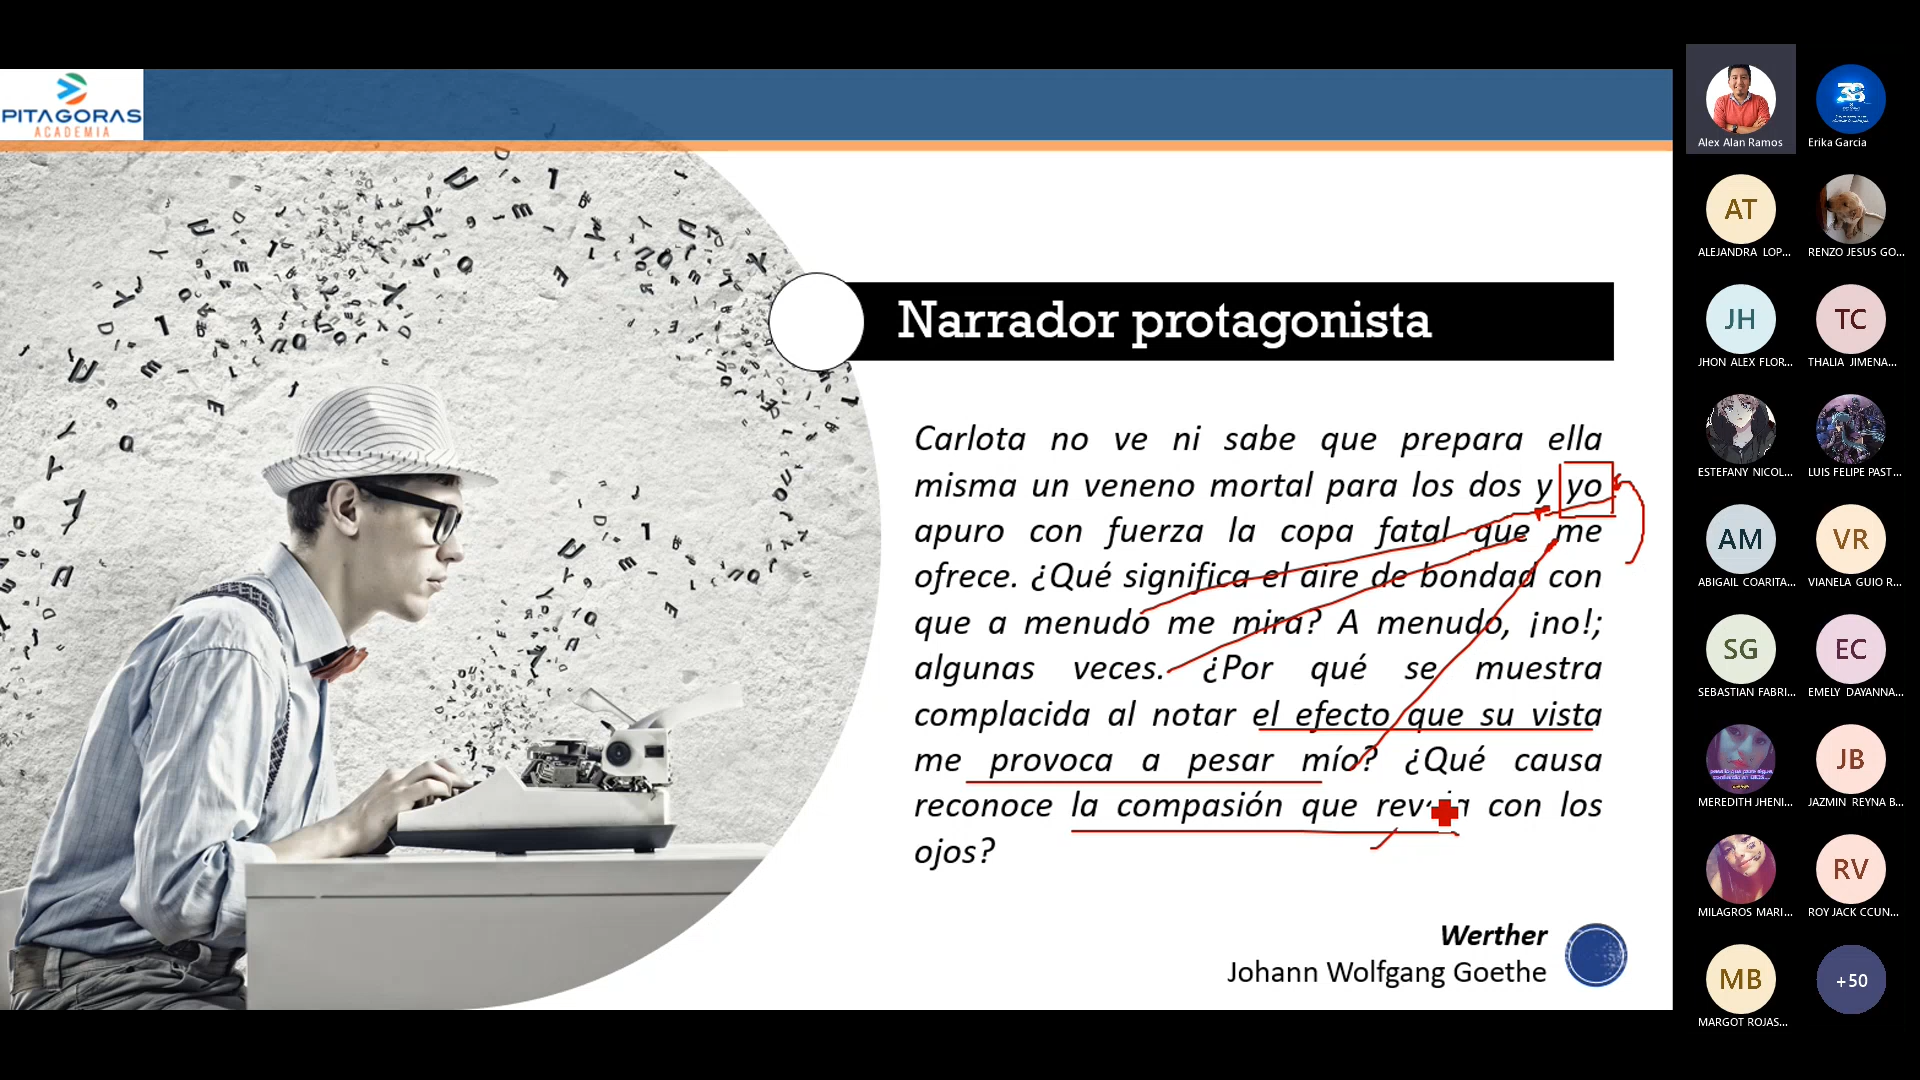 PITAGORAS
ACADEMIA
Narrador protagonista
Carlota no ve ni sabe que prepara ella
misma un veneno mortal para los dos y yo
apuro con fuerza la copa fatal que me
ofrece. ¿Qué significa el aire de bondad con
que a menudo me mira? A menudo, ¡no!;
algunas veces. ¿Por qué se muestra
complacida al notar el efecto que su vista
me provoca a pesar mío? ¿Qué causa
reconoce la compasión que con los
ojos?
Werther
Johann Wolfgang Goethe
Alex Alan Ramos
Erika Garcia
AT
ALEJANDRA LOP...
RENZO JESUS GO...
JH
JHON ALEX FLOR...
TC
THALIA JIMENA...
ESTEFANY NICOL...
LUIS FELIPE PAST...
AM
ABIGAIL COARITA...
VR
VIANELA GUIO R...
SG
SEBASTIAN FABRI...
EC
EMELY DAYANNA...
MEREDITH JHENI...
JB
JAZMIN REYNA B...
MILAGROS MARI...
RV
ROY JACK CCUN...
MB
MARGOT ROJAS...
+50